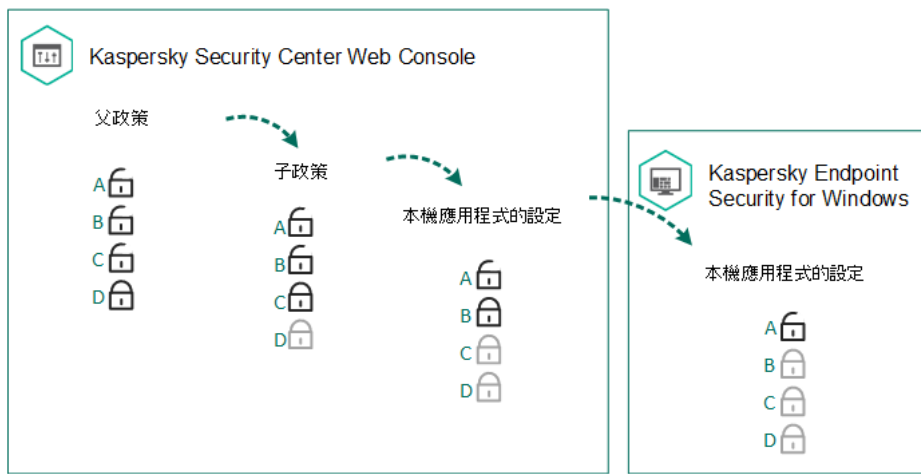 Kaspersky Security Center Web Console
父政策
A
B
C
D
子政策
A
B
C
D
本機應用程式的設定
A
B
C
D
Kaspersky Endpoint
Security for Windows
本機應用程式的設定
A
B
C
D